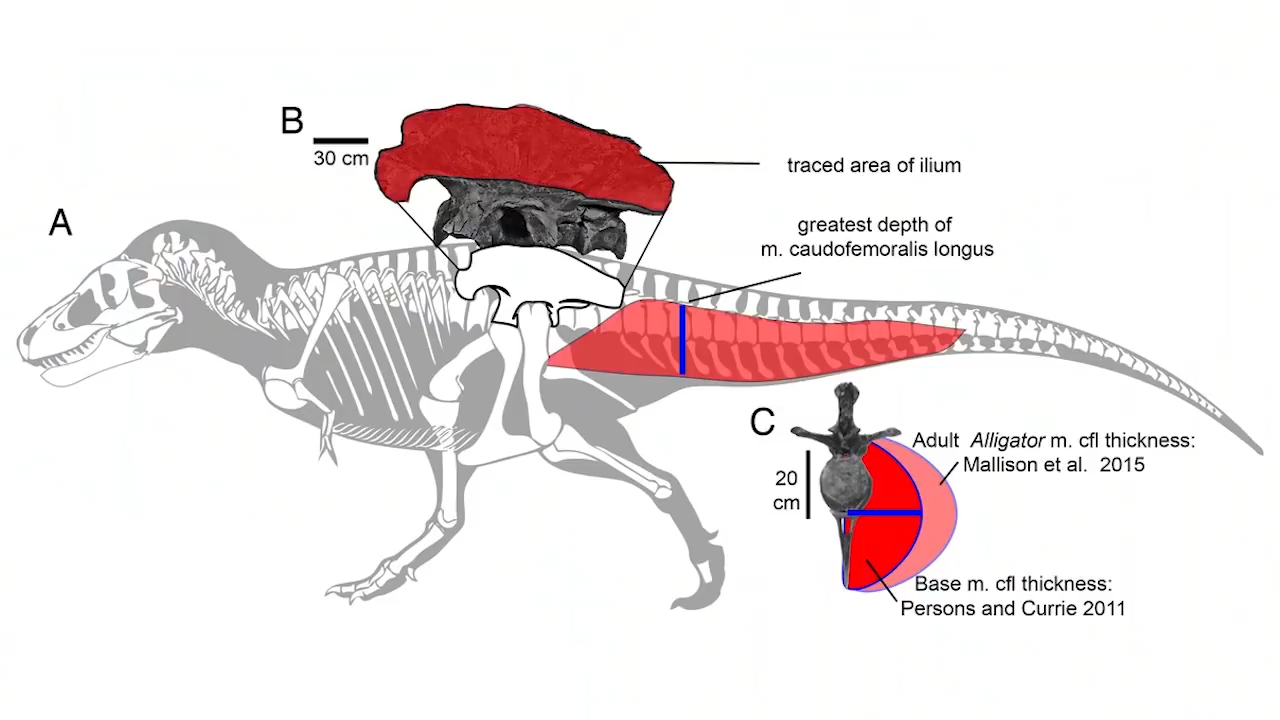 B
30 cm
traced area of ilium
A
greatest depth of
m. caudofemoralis longus
C
Adult Alligator m. cfl thickness:
Mallison et al. 2015
20
cm
Base m. cfl thickness:
Persons and Currie 2011